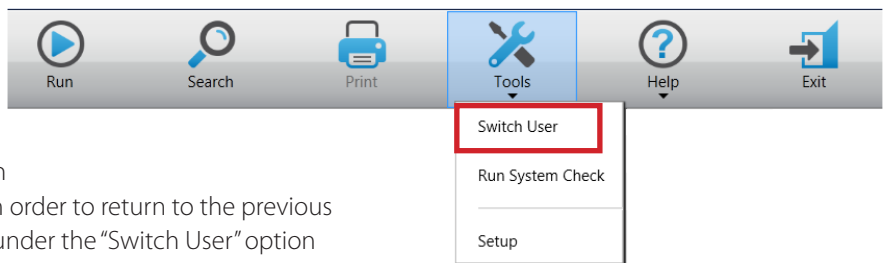 Run
Search
Print
Tools
Help
Exit
Switch User
Run System Check
Setup
order to return to the previous
under the “Switch User” option